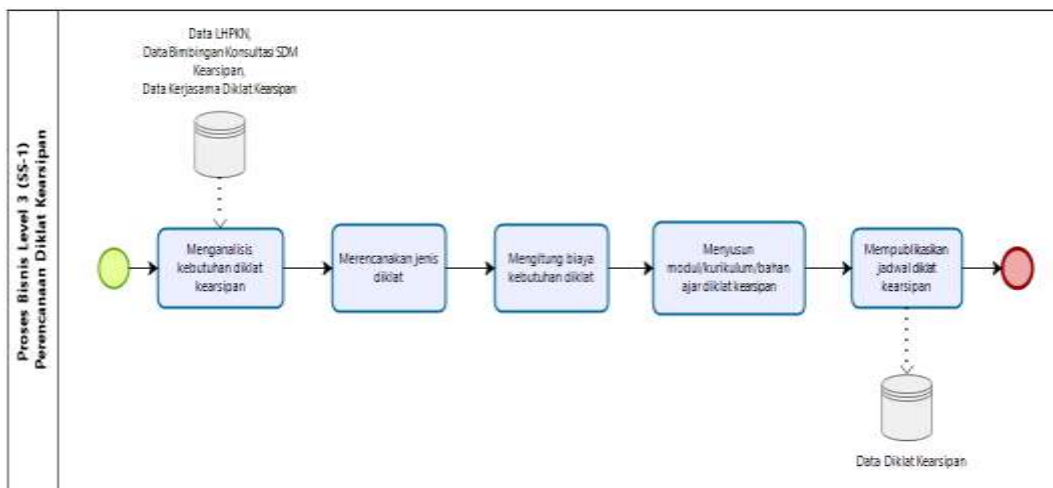 Proses Bisnis Level 3 (SS-1)
Perencanaan Diklat Kearsipan
Data LHPKN,
Data Bimbingan Konsultasi SDM
Kearsipan,
Data Kerjasama Diklat Kearsipan
Menganalisis
kebutuhan diklat
kearsipan
Merencanakan jenis
diklat
Mengitung biaya
kebutuhan diklat
Menyusun
modul/kurikulum/bahan
ajar diklat kearsipan
Mempublikaskan
jadwal diklat
kearsipan
Data Diklat Kearsipan